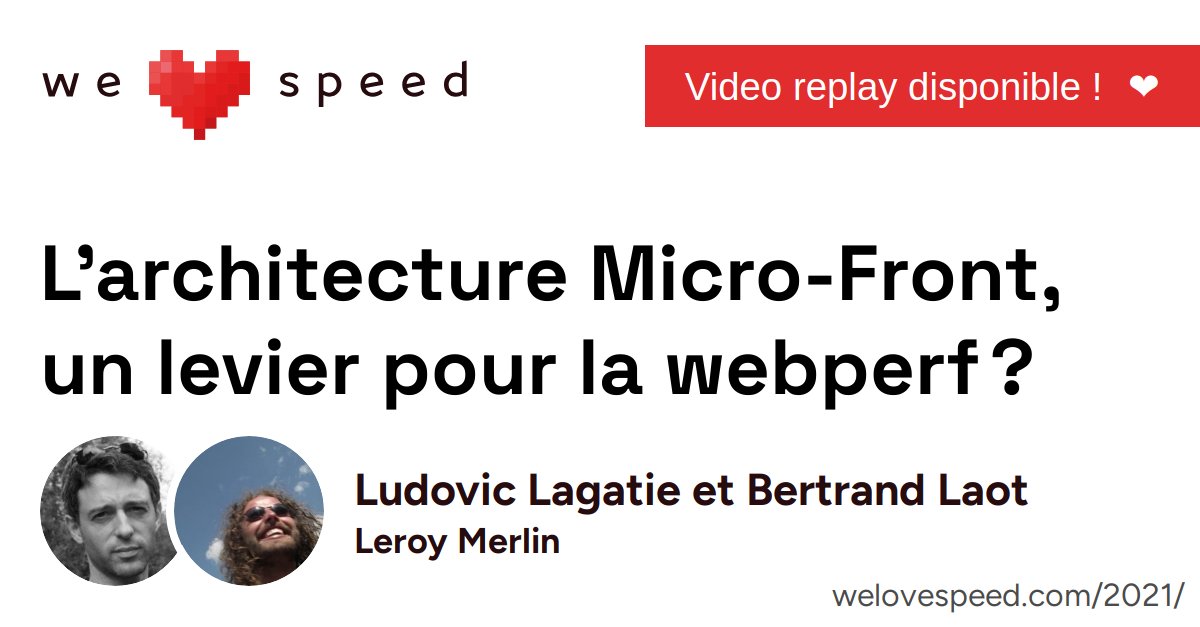 we speed
Video replay disponible ! ❤
L’architecture Micro-Front,
un levier pour la webperf ?
Ludovic Lagatie et Bertrand Laot
Leroy Merlin
welovespeed.com/2021/